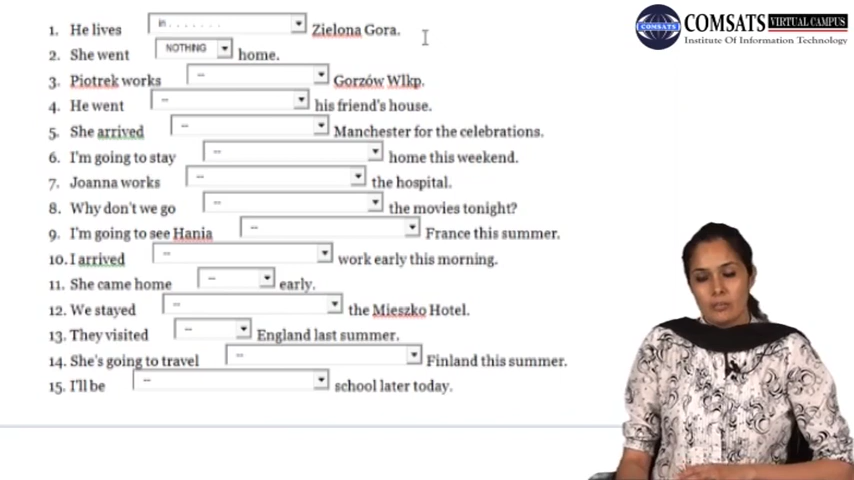 COMSATS VIRTUAL CAMPUS
Institute Of Information Technology
1. He lives in. . . . . . . Zielona Gora.
2. She went NOTHING home.
3. Piotrek works -- Gorzów Wlkp.
4. He went -- his friend's house.
5. She arrived -- Manchester for the celebrations.
6. I'm going to stay -- home this weekend.
7. Joanna works -- the hospital.
8. Why don't we go -- the movies tonight?
9. I'm going to see Hania -- France this summer.
10. I arrived -- work early this morning.
11. She came home -- early.
12. We stayed -- the Mieszko Hotel.
13. They visited -- England last summer.
14. She's going to travel -- Finland this summer.
15. I'll be -- school later today.